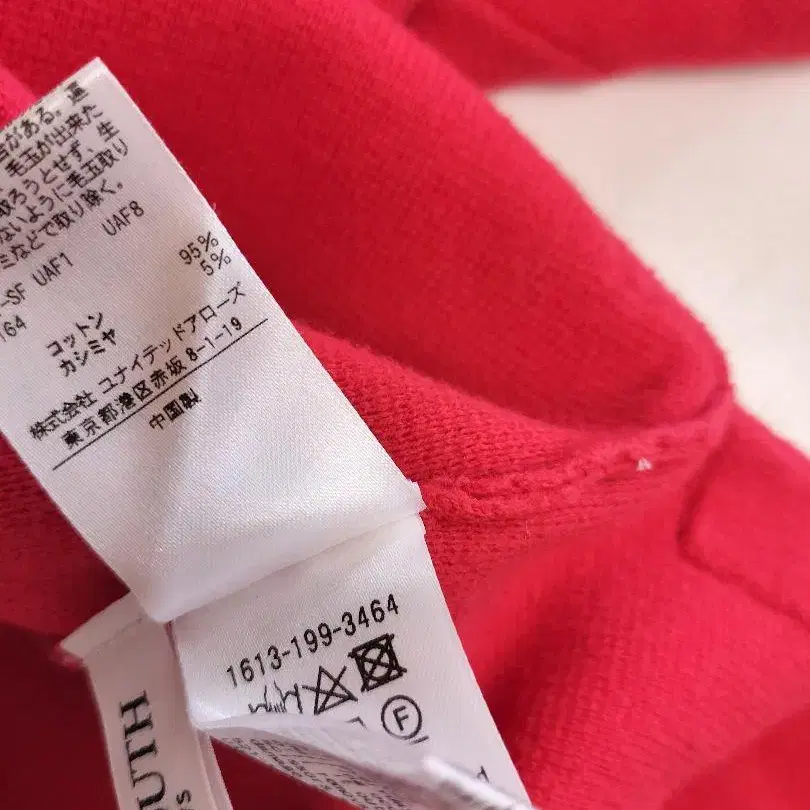 合がある。道
毛玉が出来た
取ろうとせず、生
ないように毛玉取り
ミなどで取り除く。
-SF UAF1 UAF8
164
コットン 95%
カシミヤ 5%
株式会社 ユナイテッドアローズ
東京都港区赤坂 8-1-19
中国製
1613-199-3464
F
UTH